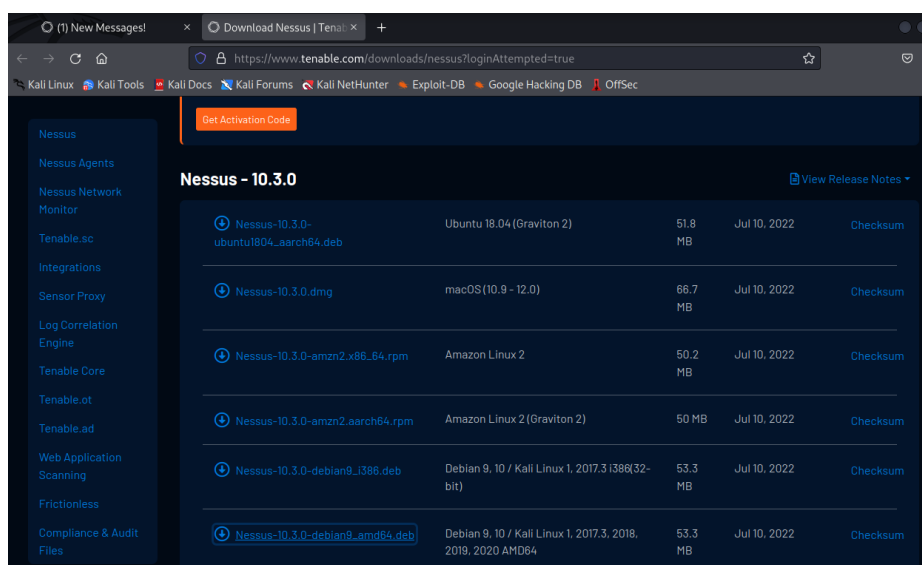 (1) New Messages!
Download Nessus | Tenab
https://www.tenable.com/downloads/nessus?loginAttempted=true
Kali Linux Kali Tools Kali Docs Kali Forums Kali NetHunter Exploit-DB Google Hacking DB OffSec
Get Activation Code
Nessus
Nessus Agents
Nessus Network
Monitor
Tenable.sc
Integrations
Sensor Proxy
Log Correlation
Engine
Tenable Core
Tenable.ot
Tenable.ad
Web Application
Scanning
Frictionless
Compliance & Audit
Files
Nessus - 10.3.0
View Release Notes
Nessus-10.3.0-
ubuntu1804_aarch64.deb
Ubuntu 18.04 (Graviton 2)
51.8
MB
Jul 10, 2022
Checksum
Nessus-10.3.0.dmg
macOS (10.9 - 12.0)
66.7
MB
Jul 10, 2022
Checksum
Nessus-10.3.0-amzn2.x86_64.rpm
Amazon Linux 2
50.2
MB
Jul 10, 2022
Checksum
Nessus-10.3.0-amzn2.aarch64.rpm
Amazon Linux 2 (Graviton 2)
50 MB
Jul 10, 2022
Checksum
Nessus-10.3.0-debian9_i386.deb
Debian 9, 10 / Kali Linux 1, 2017.3 i386(32-
bit)
53.3
MB
Jul 10, 2022
Checksum
Nessus-10.3.0-debian9_amd64.deb
Debian 9, 10 / Kali Linux 1, 2017.3, 2018,
2019, 2020 AMD64
53.3
MB
Jul 10, 2022
Checksum